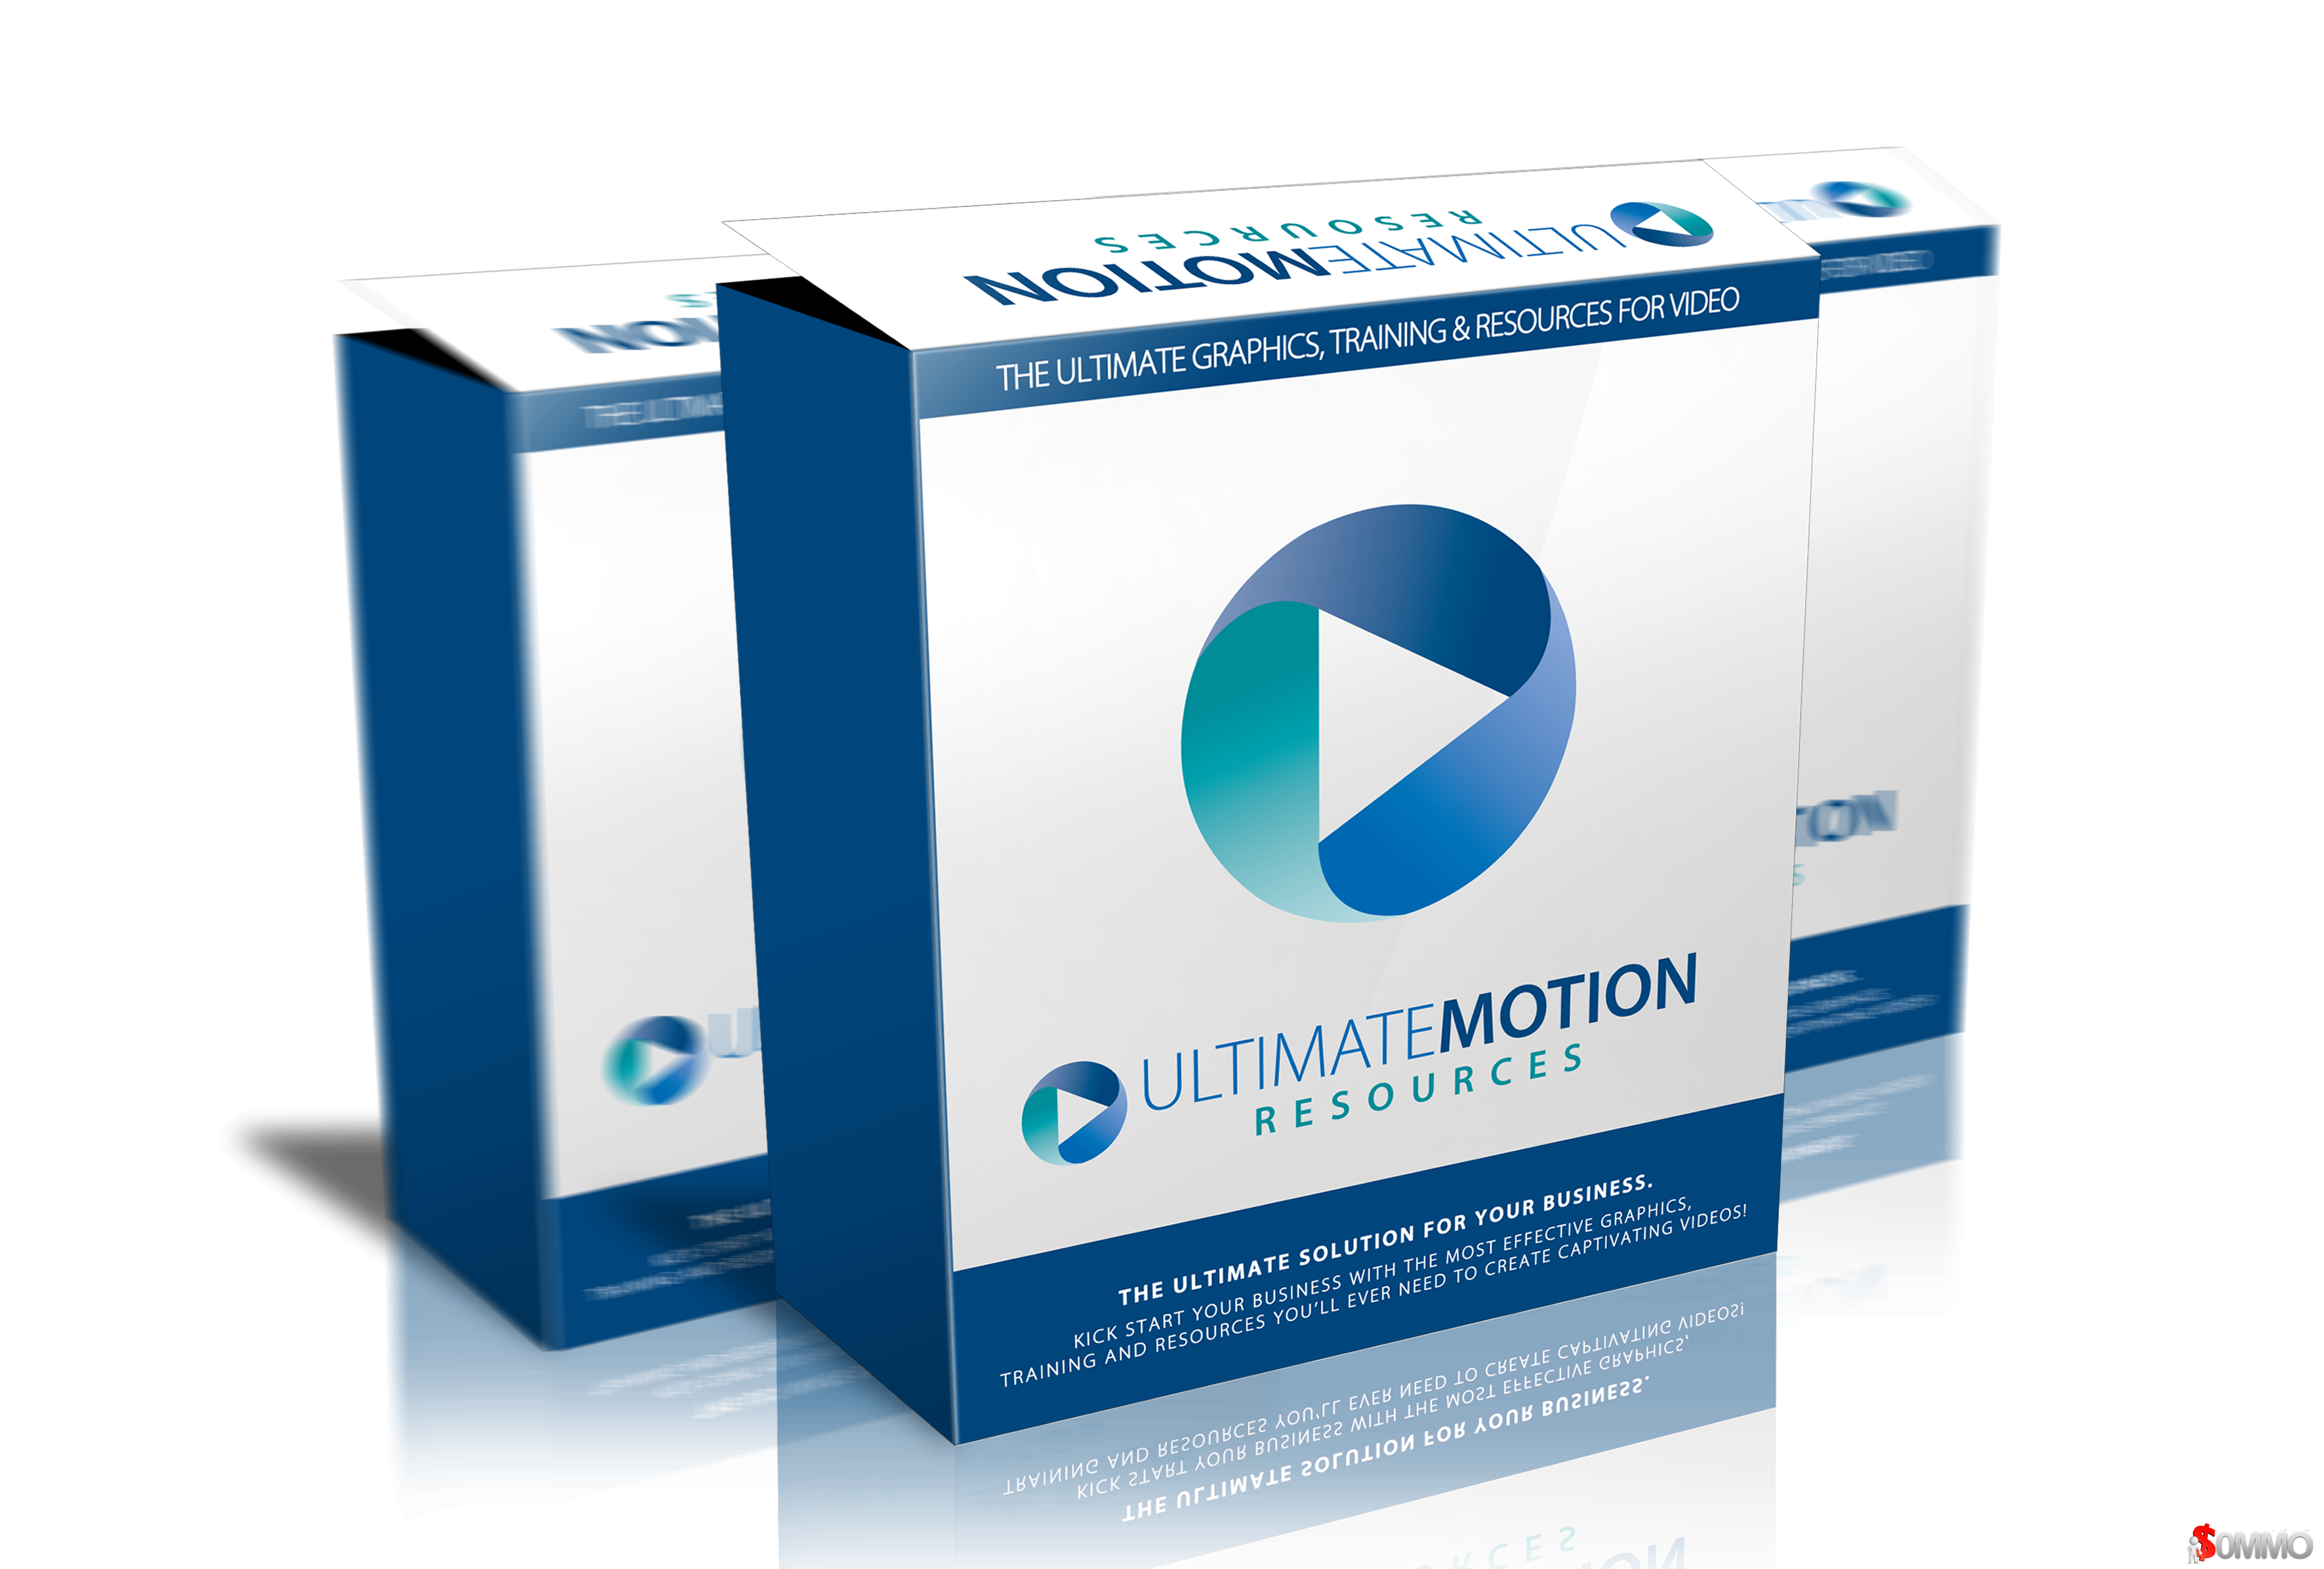 ULTIMATEMOTION
RESOURCES
THE ULTIMATE GRAPHICS, TRAINING & RESOURCES FOR VIDEO
ULTIMATEMOTION
RESOURCES
THE ULTIMATE SOLUTION FOR YOUR BUSINESS.
KICK START YOUR BUSINESS WITH THE MOST EFFECTIVE GRAPHICS,
TRAINING AND RESOURCES YOU'LL EVER NEED TO CREATE CAPTIVATING VIDEOS!
$OMMO